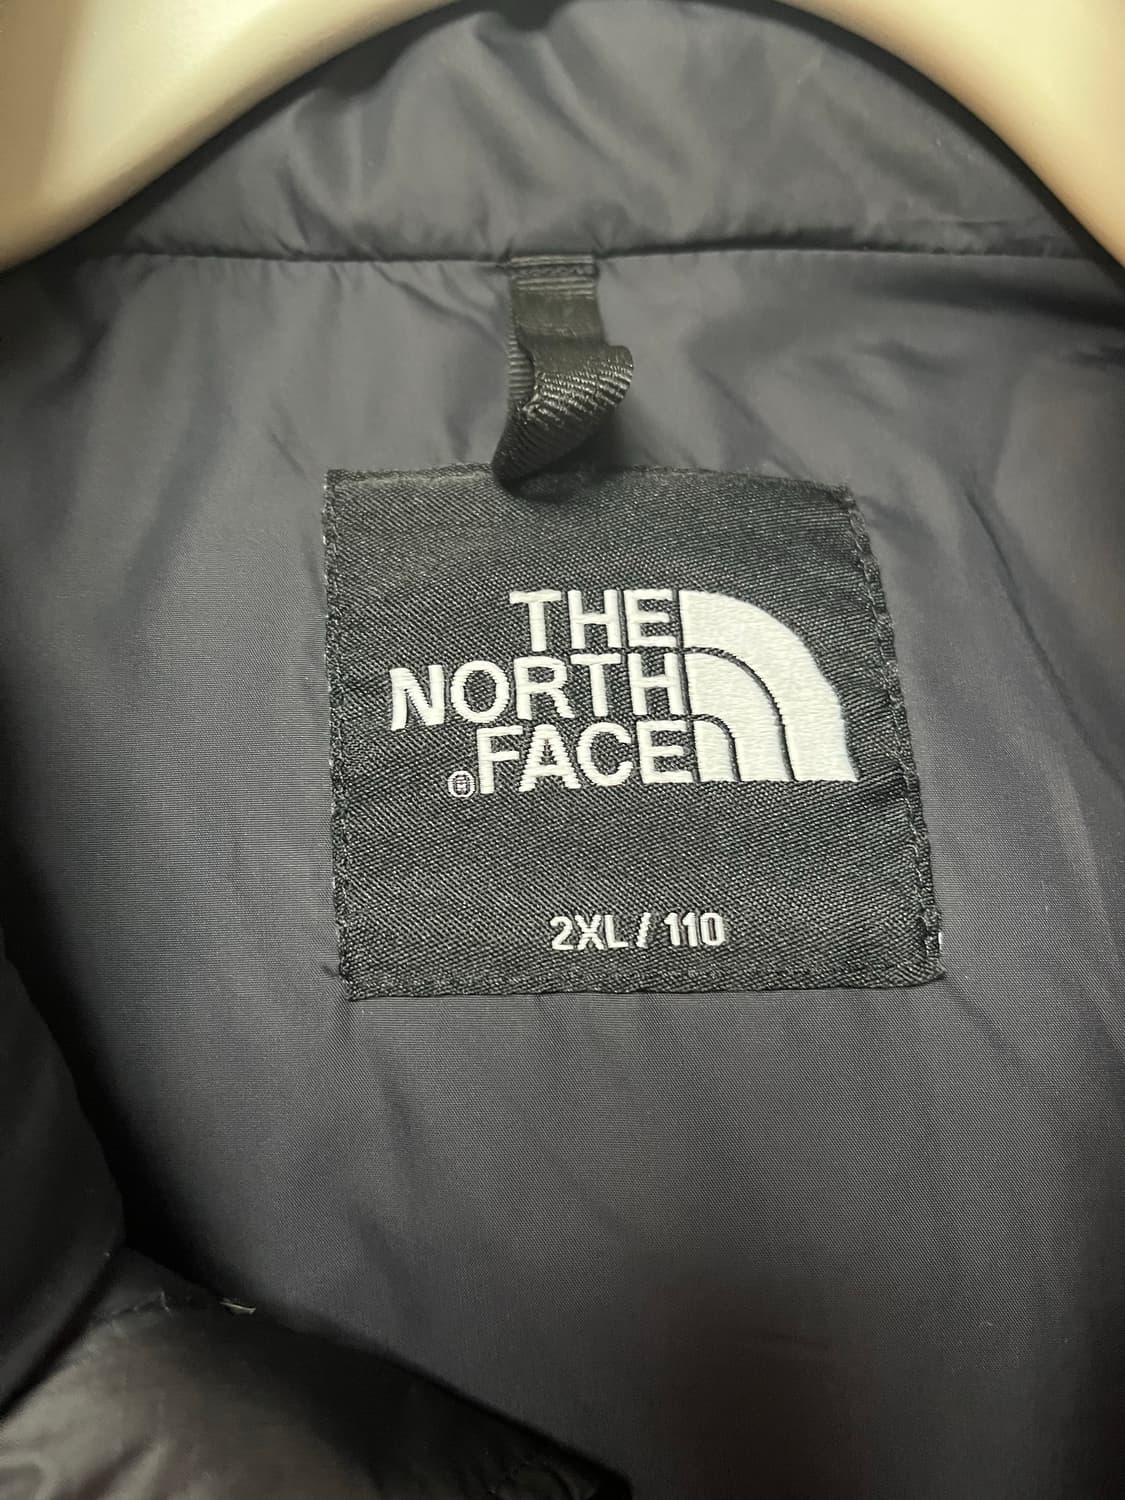 THE
NORTH
®FACE
2XL/110